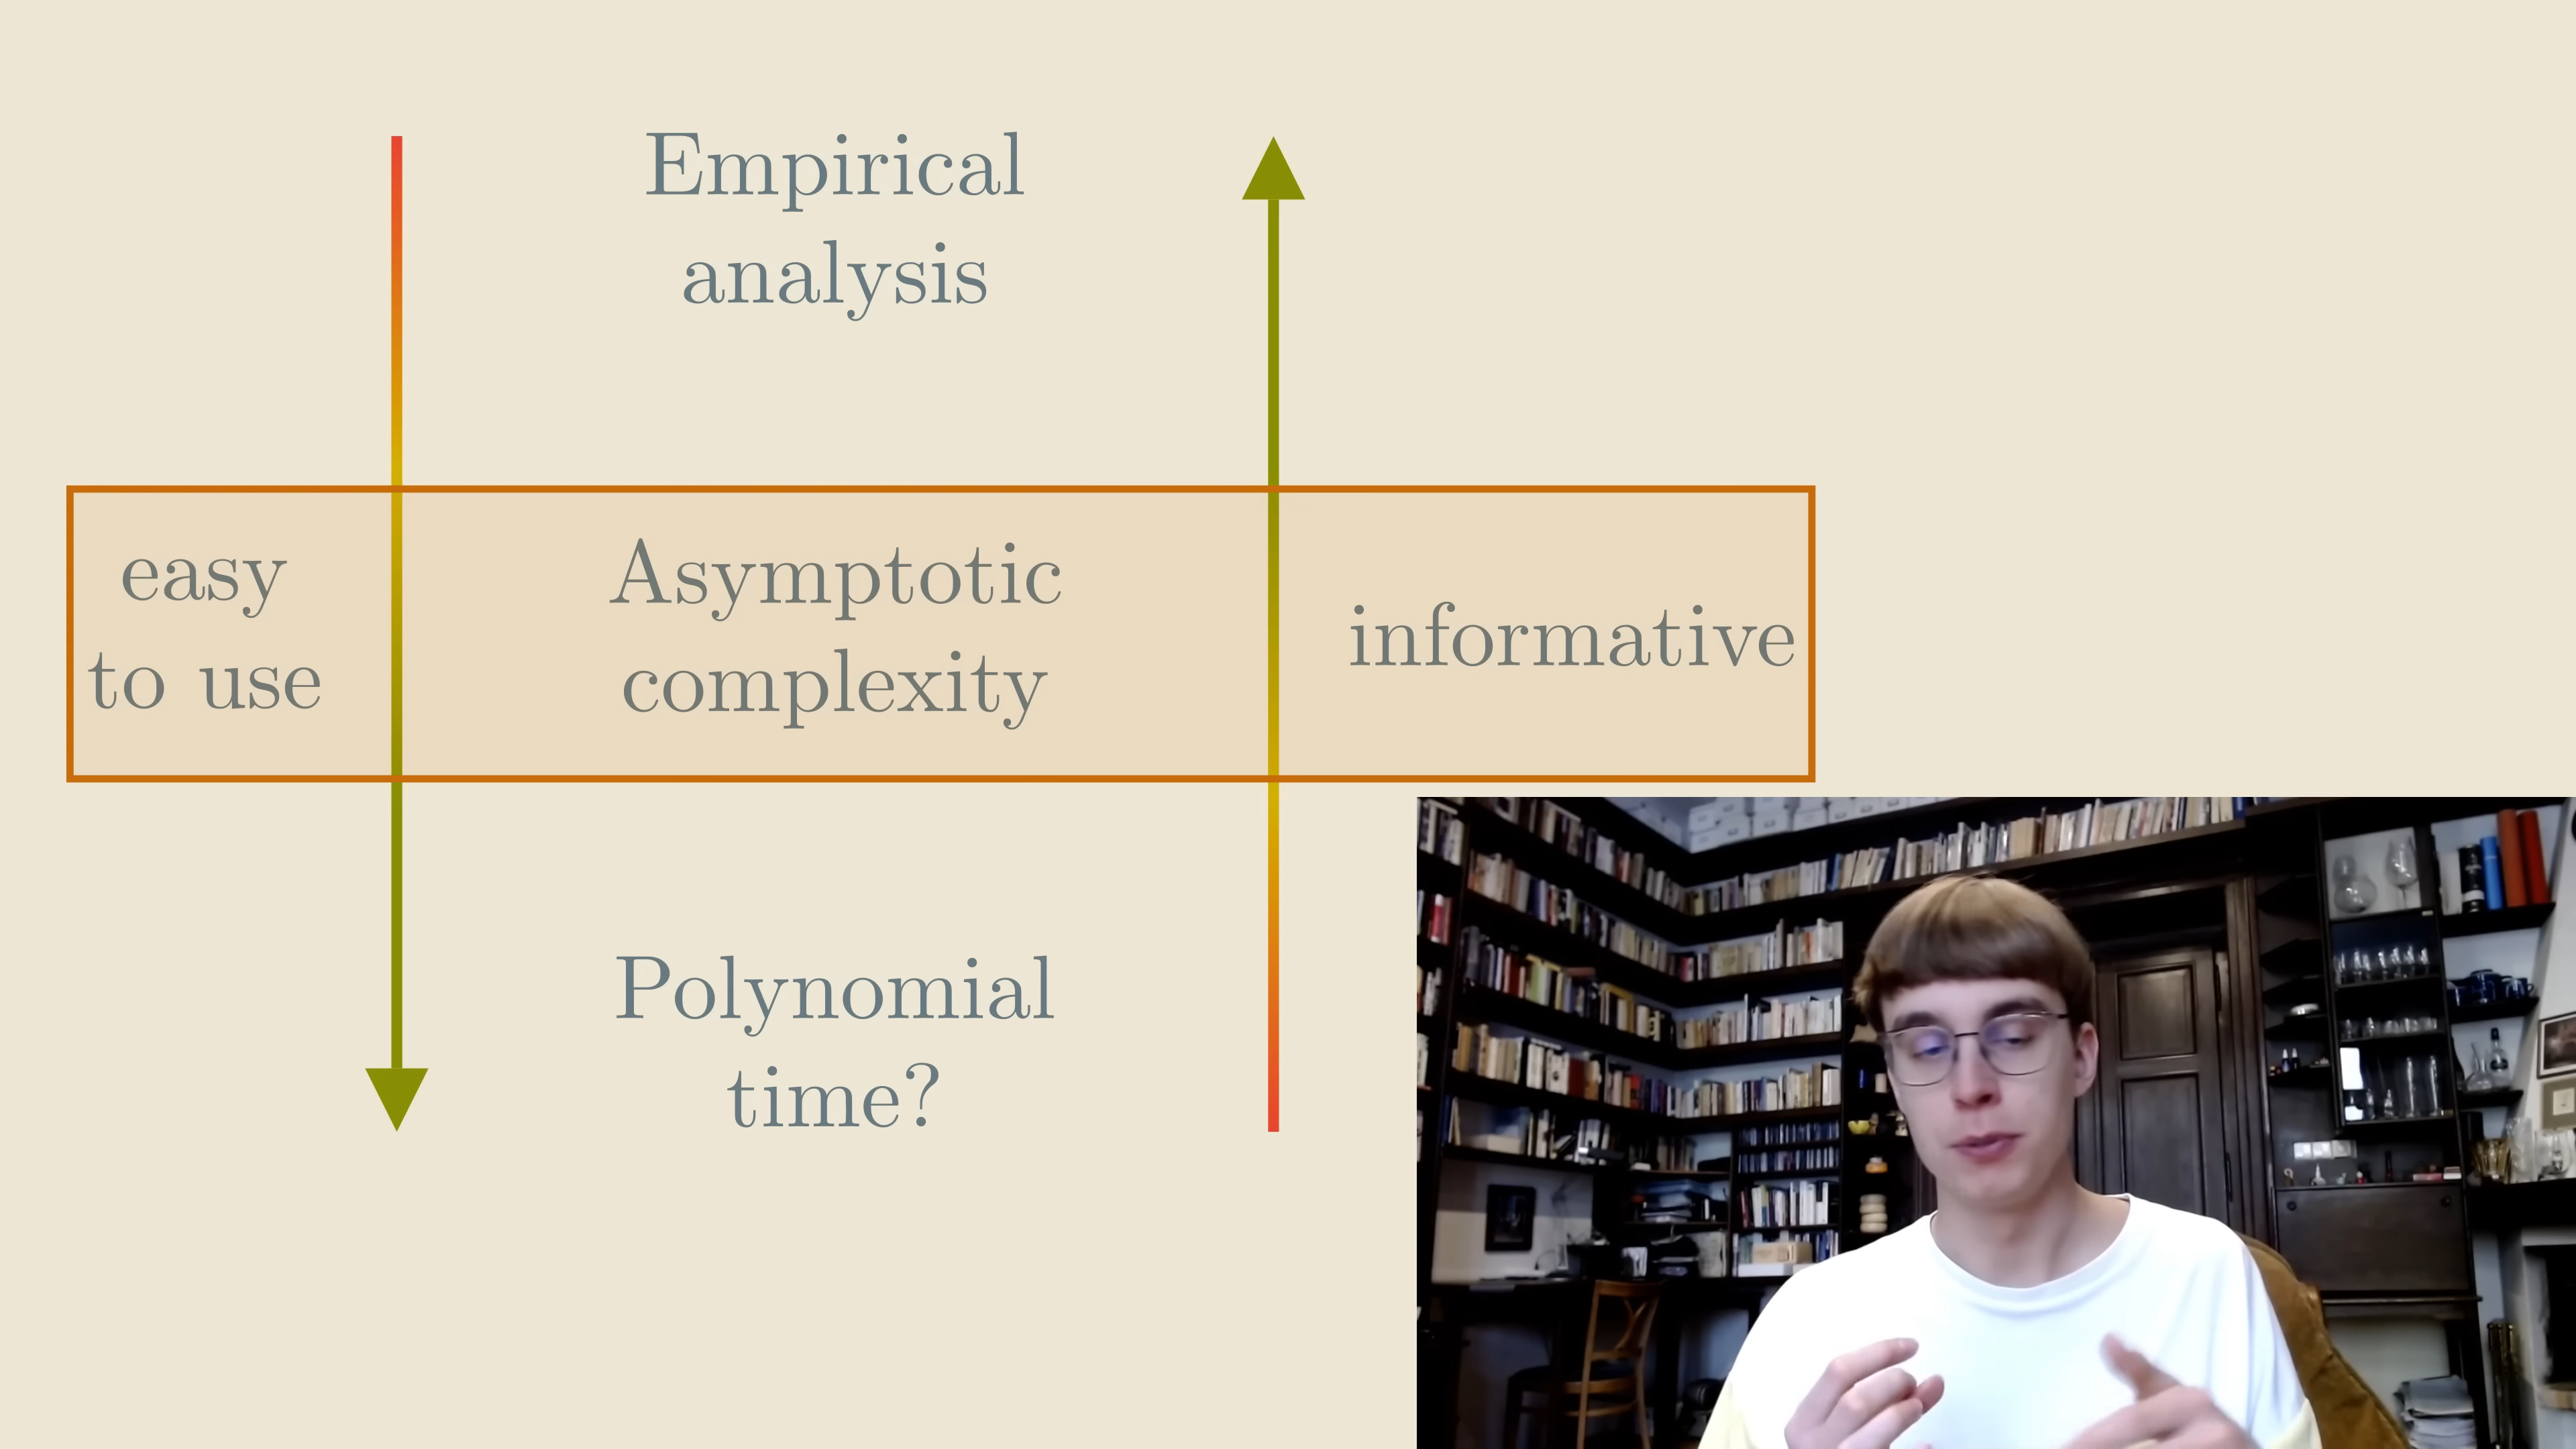 Empirical
analysis
easy
to use
Asymptotic
complexity
informative
Polynomial
time?